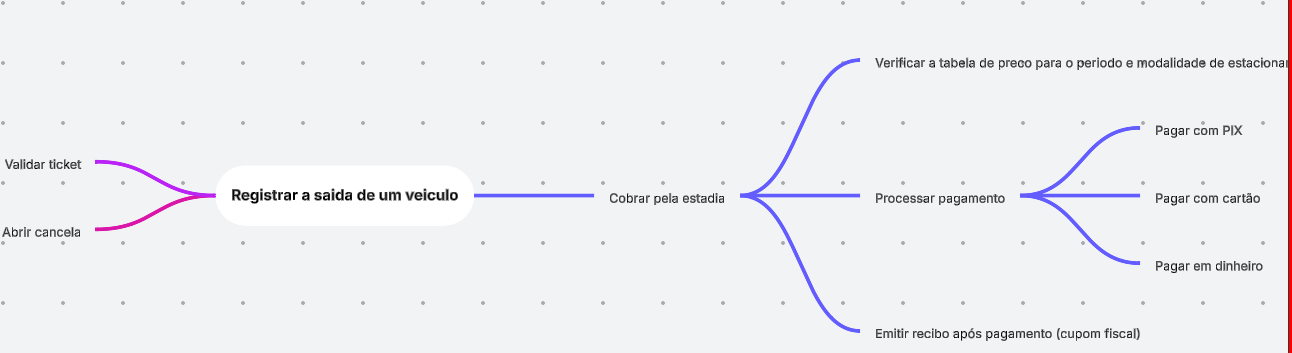 Verificar a tabela de preco para o periodo e modalidade de
Validar ticket
Abrir cancela
Registrar a saida de um veiculo
Cobrar pela estadia
Processar pagamento
Pagar com PIX
Pagar com cartão
Pagar em dinheiro
Emitir recibo após pagamento (cupom fiscal)